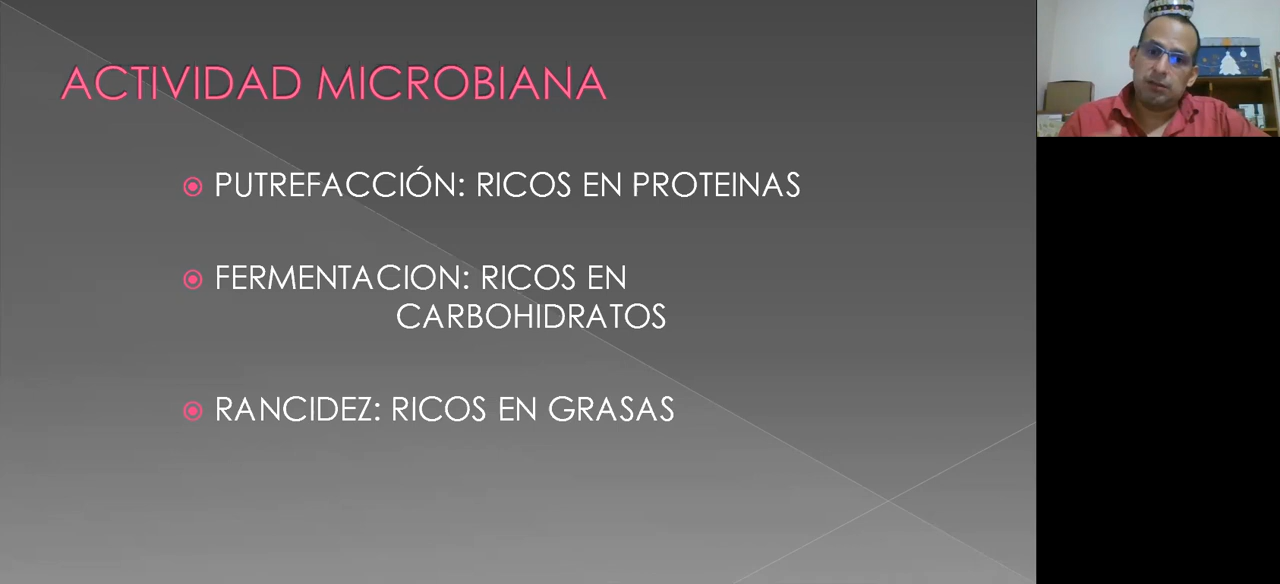 ACTIVIDAD MICROBIANA
PUTREFACCIÓN: RICOS EN PROTEINAS
FERMENTACION: RICOS EN
CARBOHIDRATOS
RANCIDEZ: RICOS EN GRASAS